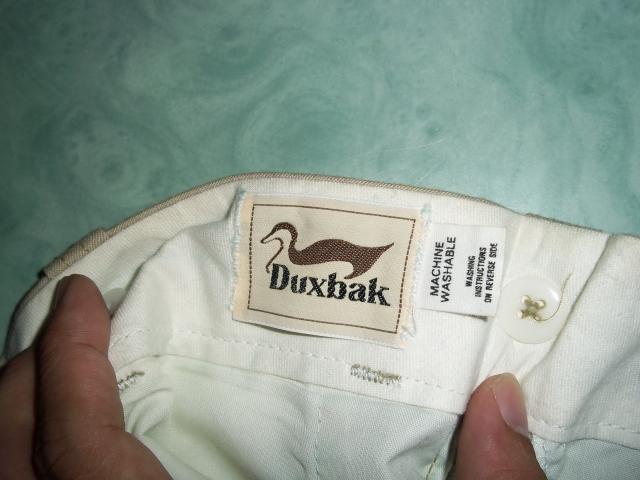 Duxbak
MACHINE
WASHABLE
WASHING
INSTRUCTIONS
ON REVERSE SIDE